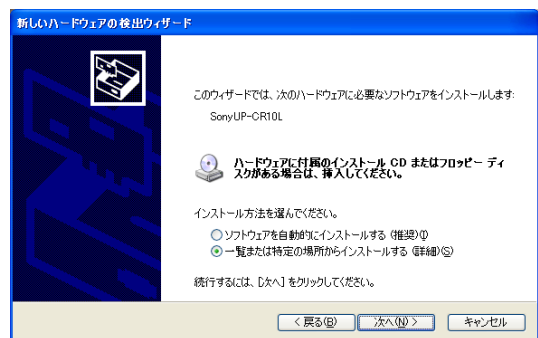 新しいハードウェアの検出ウィザード
このウィザードでは、次のハードウェアに必要なソフトウェアをインストールします:
SonyUP-CR10L
ハードウェアに付属のインストール CD またはフロッピー ディ
スクがある場合は、挿入してください。
インストール方法を選んでください。
ソフトウェアを自動的にインストールする (推奨)(I)
一覧または特定の場所からインストールする (詳細)(S)
続行するには、[次へ] をクリックしてください。
< 戻る(B)
次へ(N) >
キャンセル